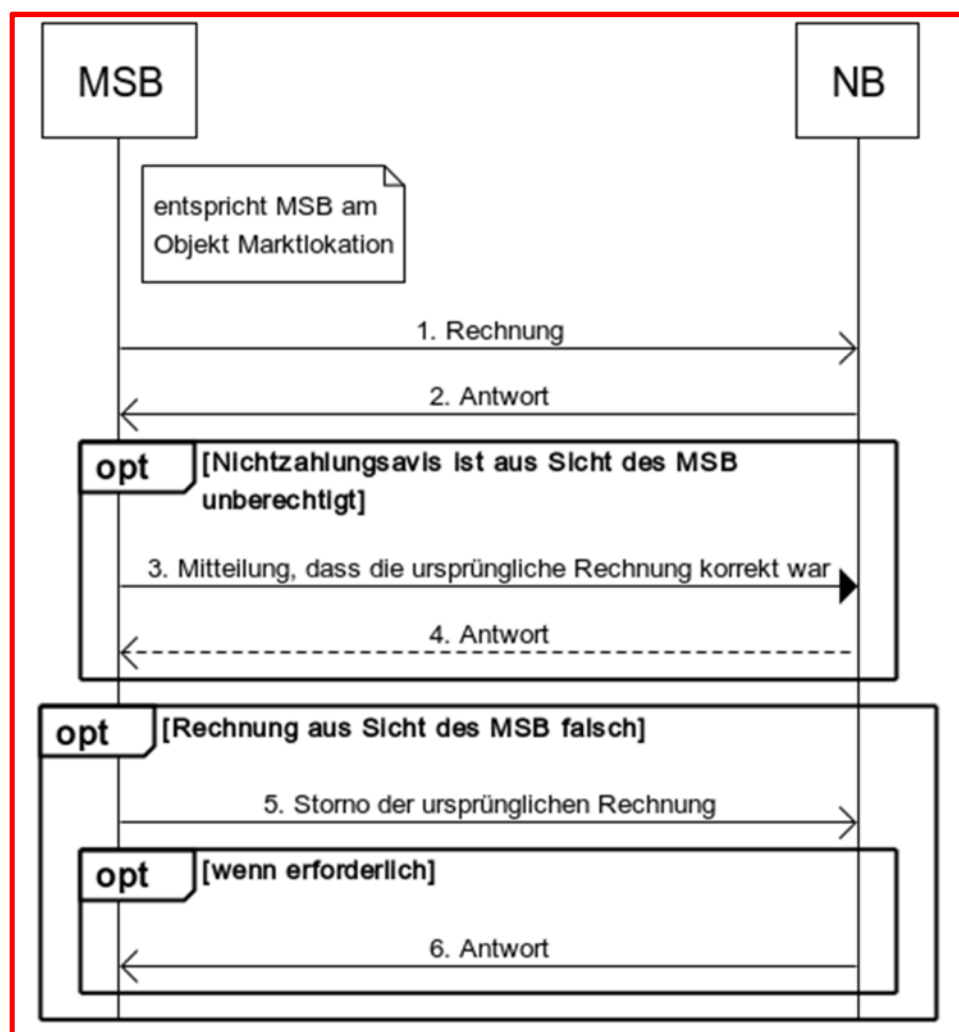 MSB
NB
entspricht MSB am
Objekt Marktlokation
1. Rechnung
2. Antwort
opt
[Nichtzahlungsavis ist aus Sicht des MSB
unberechtigt]
3. Mitteilung, dass die ursprüngliche Rechnung korrekt war
4. Antwort
opt
[Rechnung aus Sicht des MSB falsch]
5. Storno der ursprünglichen Rechnung
opt
[wenn erforderlich]
6. Antwort